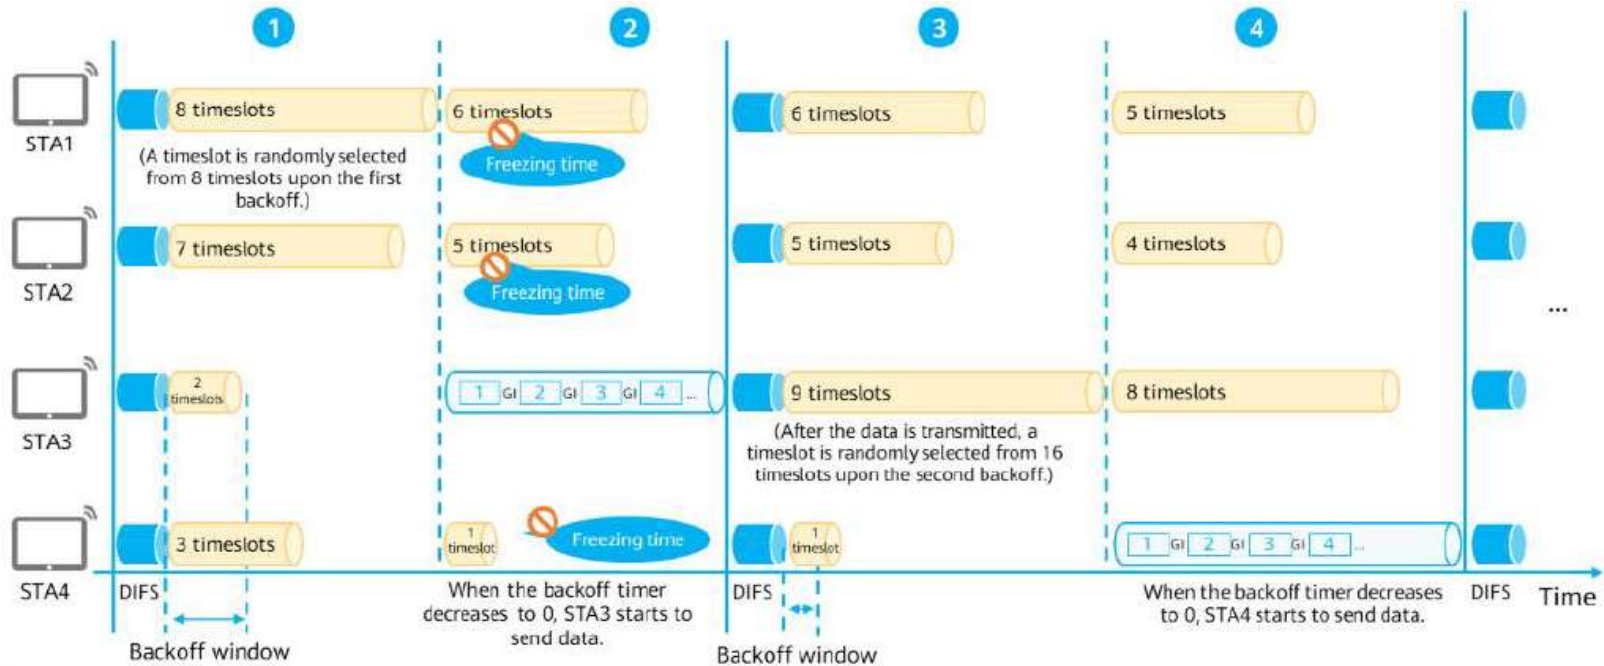 1
2
3
4
STA1
8 timeslots
6 timeslots
Freezing time
6 timeslots
5 timeslots
(A timeslot is randomly selected
from 8 timeslots upon the first
backoff.)
STA2
7 timeslots
5 timeslots
Freezing time
5 timeslots
4 timeslots
...
STA3
2
timeslots
1 GI 2 GI 3 GI 4 ...
9 timeslots
8 timeslots
(After the data is transmitted, a
timeslot is randomly selected from 16
timeslots upon the second backoff.)
STA4
3 timeslots
1
timeslot
Freezing time
1
timeslot
1 GI 2 GI 3 GI 4 ...
DIFS
When the backoff timer
decreases to 0, STA3 starts to
send data.
DIFS
When the backoff timer decreases
to 0, STA4 starts to send data.
DIFS
Time
Backoff window
Backoff window